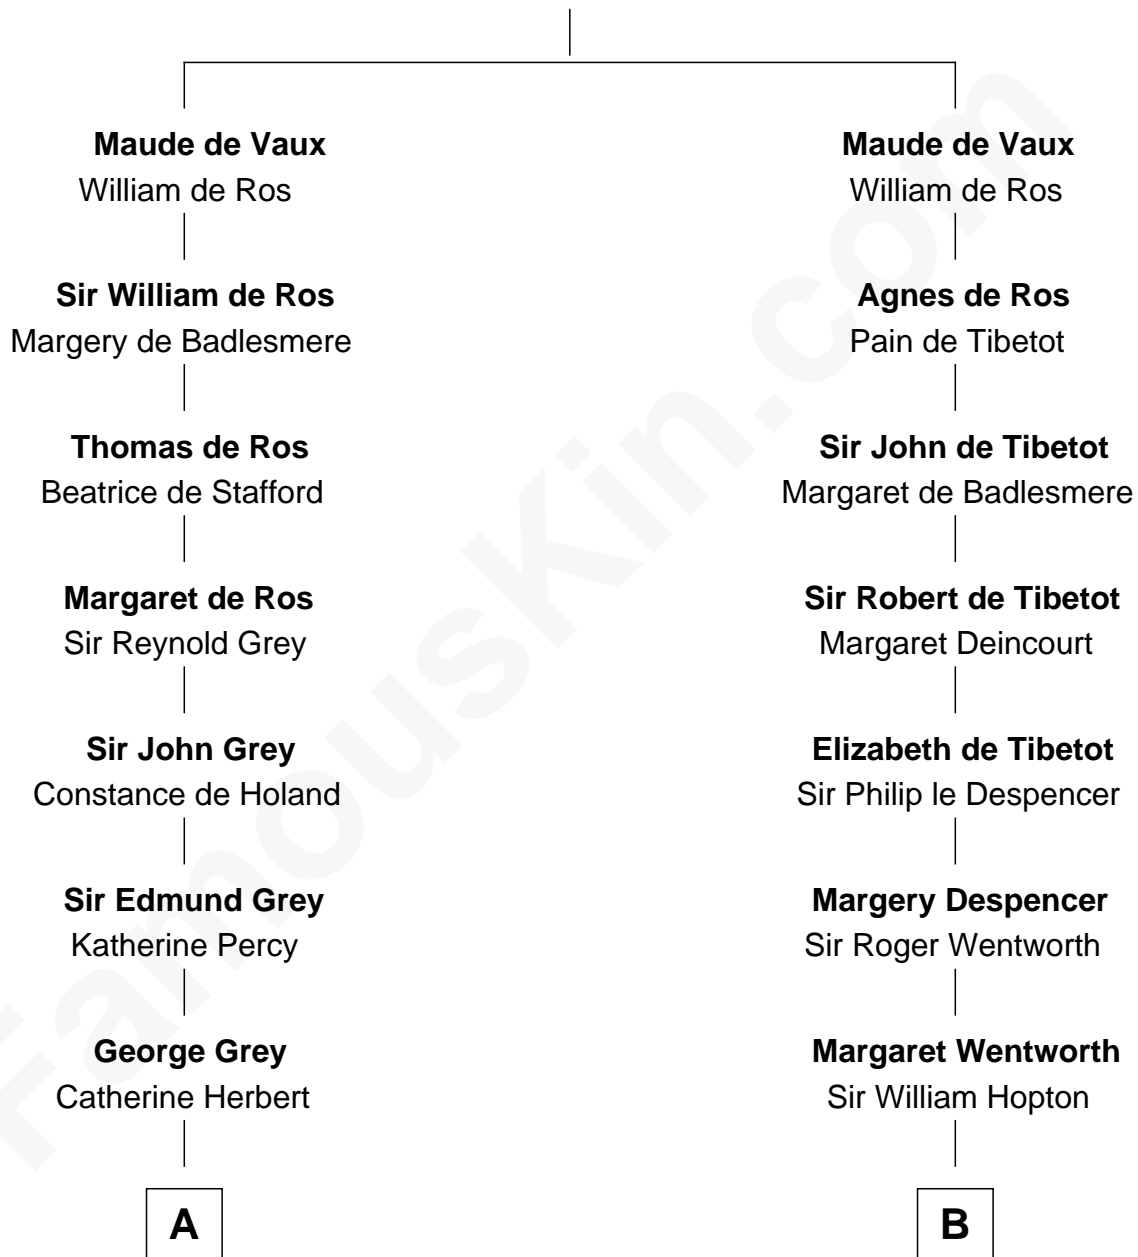 Maude de Vaux
William de Ros
Sir William de Ros
Margery de Badlesmere
Thomas de Ros
Beatrice de Stafford
Margaret de Ros
Sir Reynold Grey
Sir John Grey
Constance de Holand
Sir Edmund Grey
Katherine Percy
George Grey
Catherine Herbert
A
Maude de Vaux
William de Ros
Agnes de Ros
Pain de Tibetot
Sir John de Tibetot
Margaret de Badlesmere
Sir Robert de Tibetot
Margaret Deincourt
Elizabeth de Tibetot
Sir Philip le Despencer
Margery Despencer
Sir Roger Wentworth
Margaret Wentworth
Sir William Hopton
B
FamousKin.com